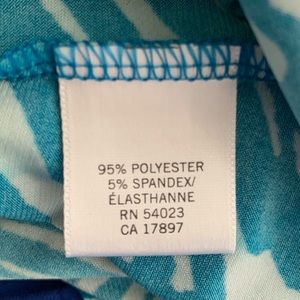 95% POLYESTER
5% SPANDEX/
ÉLASTHANNE
RN 54023
CA 17897